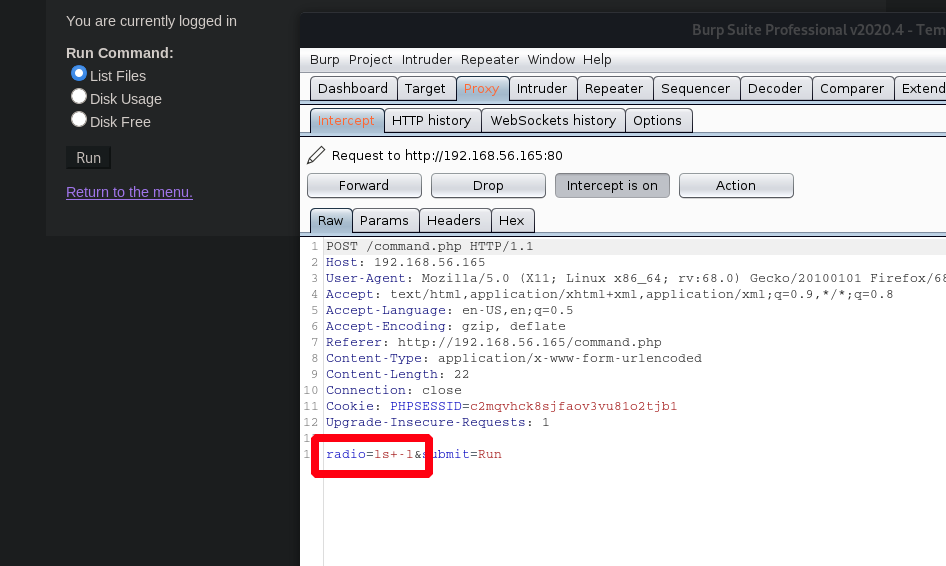 You are currently logged in
Run Command:
List Files
Disk Usage
Disk Free
Run
Return to the menu.
Burp Suite Professional v2020.4 - Tem
Burp Project Intruder Repeater Window Help
Dashboard Target Proxy Intruder Repeater Sequencer Decoder Comparer Extend
Intercept HTTP history WebSockets history Options
Request to http://192.168.56.165:80
Forward Drop Intercept is on Action
Raw Params Headers Hex
1 POST /command.php HTTP/1.1
2 Host: 192.168.56.165
3 User-Agent: Mozilla/5.0 (X11; Linux x86_64; rv:68.0) Gecko/20100101 Firefox/68
4 Accept: text/html,application/xhtml+xml,application/xml;q=0.9,*/*;q=0.8
5 Accept-Language: en-US,en;q=0.5
6 Accept-Encoding: gzip, deflate
7 Referer: http://192.168.56.165/command.php
8 Content-Type: application/x-www-form-urlencoded
9 Content-Length: 22
10 Connection: close
11 Cookie: PHPSESSID=c2mqvhck8sjfaov3vu81o2tjb1
12 Upgrade-Insecure-Requests: 1
1
1 radio=ls+-l&submit=Run